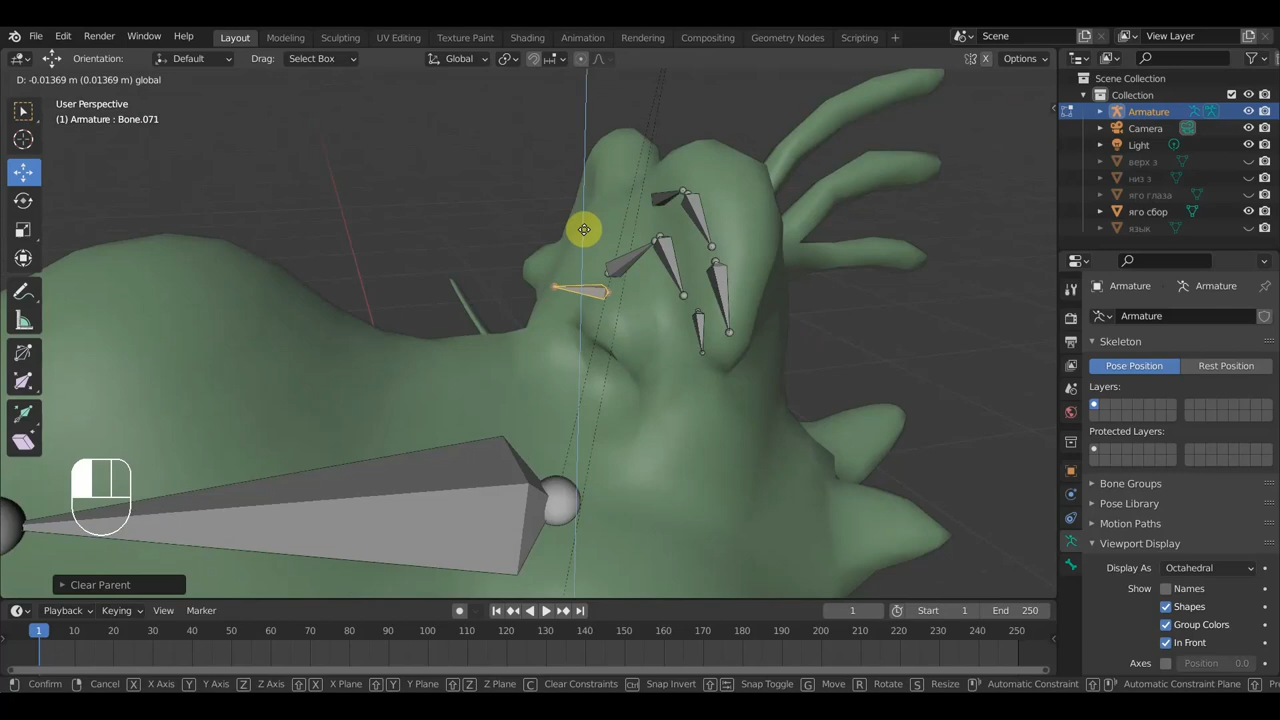 File Edit Render Window Help Layout Modeling Sculpting UV Editing Texture Paint Shading Animation Rendering Compositing Geometry Nodes Scripting + Scene View Layer
Orientation: Default Drag: Select Box Global X Options
D: -0.01369 m (0.01369 m) global
User Perspective
(1) Armature : Bone.071
Scene Collection
Collection
Armature
Camera
Light
верх з
низ з
яго глаза
яго сбор
язык
Armature Armature
Armature
Skeleton
Pose Position Rest Position
Layers:
Protected Layers:
Bone Groups
Pose Library
Motion Paths
Viewport Display
Display As Octahedral
Show Names
Shapes
Group Colors
In Front
Axes Position 0.0
Clear Parent
Playback Keying View Marker 1 Start 1 End 250
1 10 20 30 40 50 60 70 80 90 100 110 120 130 140 150 160 170 180 190 200 210 220 230 240 250
Confirm Cancel X X Axis Y Y Axis Z Z Axis X X Plane Y Y Plane Z Z Plane C Clear Constraints Ctrl Snap Invert Snap Toggle G Move R Rotate S Resize Automatic Constraint Automatic Constraint Plane